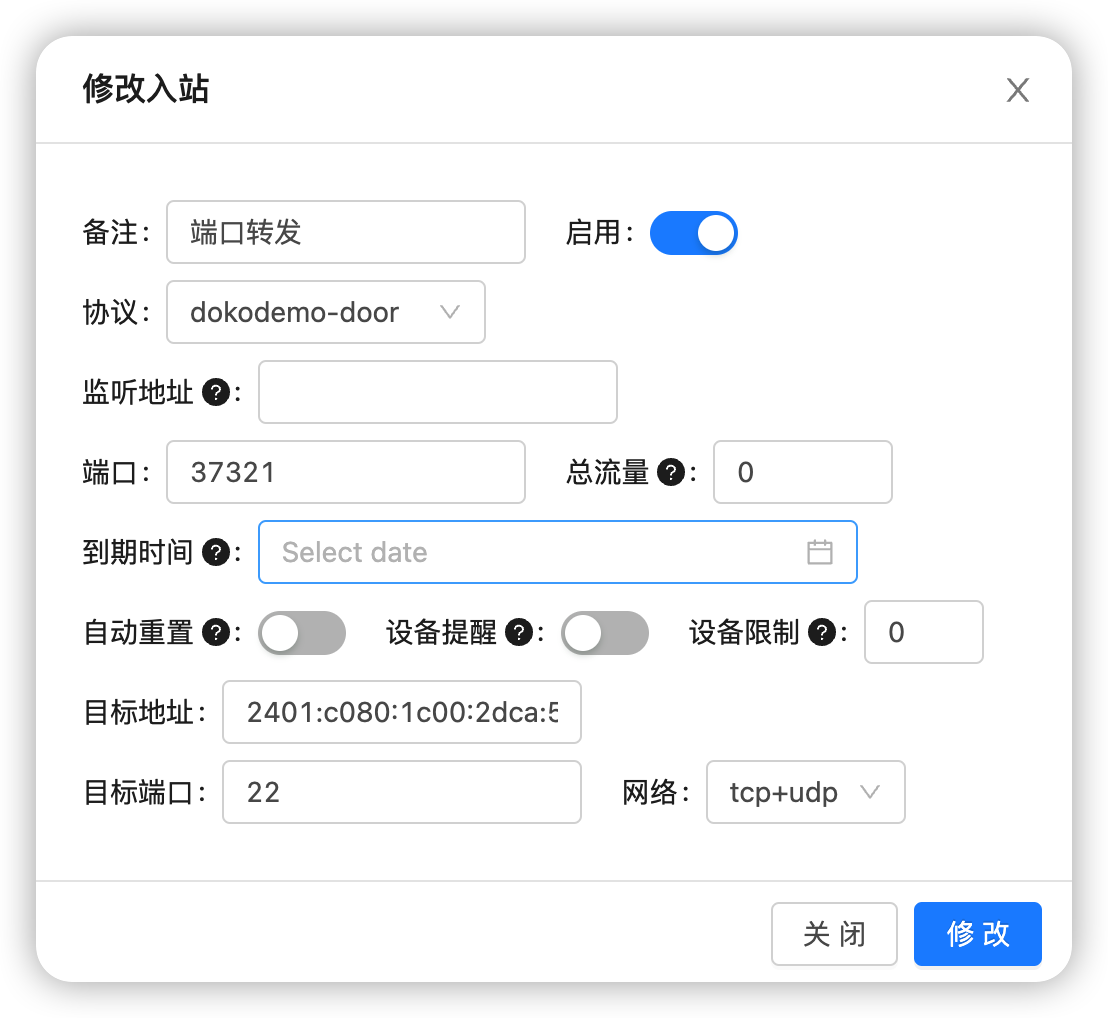 修改入站
备注： 端口转发 启用：
协议： dokodemo-door
监听地址 ? ：
端口： 37321 总流量 ? ： 0
到期时间 ? ： Select date
自动重置 ? ： 设备提醒 ? ： 设备限制 ? ： 0
目标地址： 2401:c080:1c00:2dca:5
目标端口： 22 网络： tcp+udp
关 闭 修 改